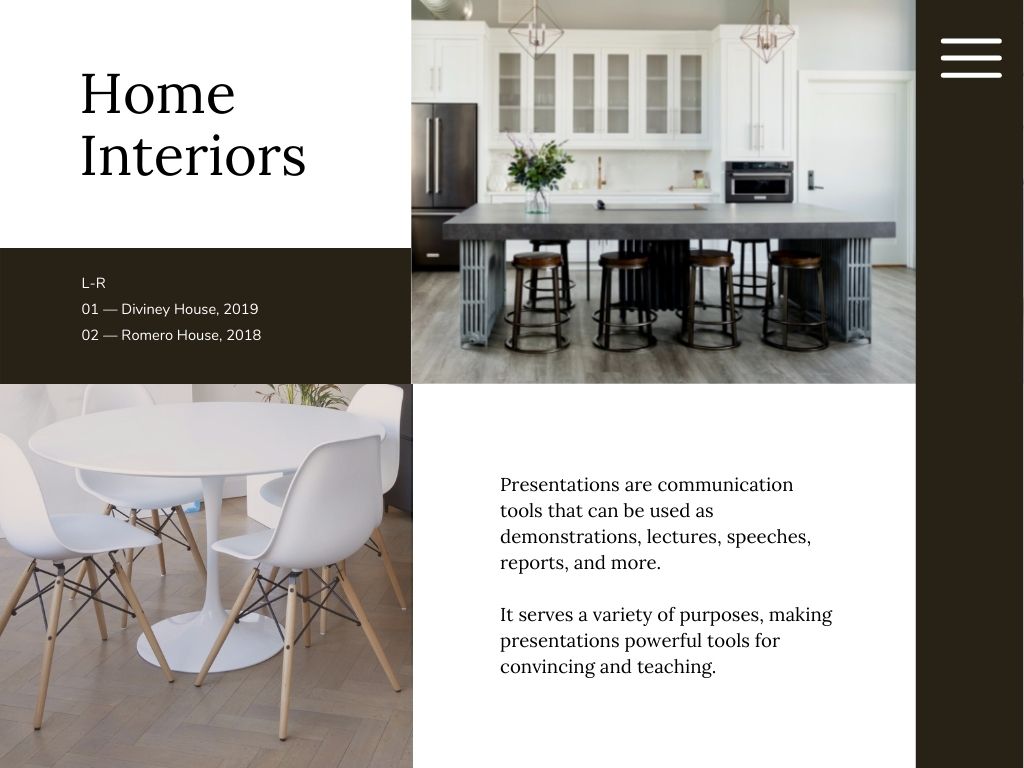 Home
Interiors
L-R
01 — Diviney House, 2019
02 — Romero House, 2018
Presentations are communication
tools that can be used as
demonstrations, lectures, speeches,
reports, and more.
It serves a variety of purposes, making
presentations powerful tools for
convincing and teaching.